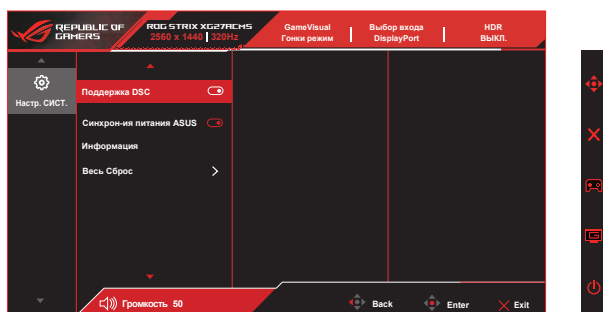 REPUBLIC OF
GAMERS
ROG STRIX XG27ACMS
2560 x 1440 320Hz
GameVisual
Гонки режим
Выбор входа
DisplayPort
HDR
ВЫКЛ.
Настр. СИСТ.
Поддержка DSC
Синхрон-ия питания ASUS
Информация
Весь Сброс
Громкость 50
Back
Enter
Exit